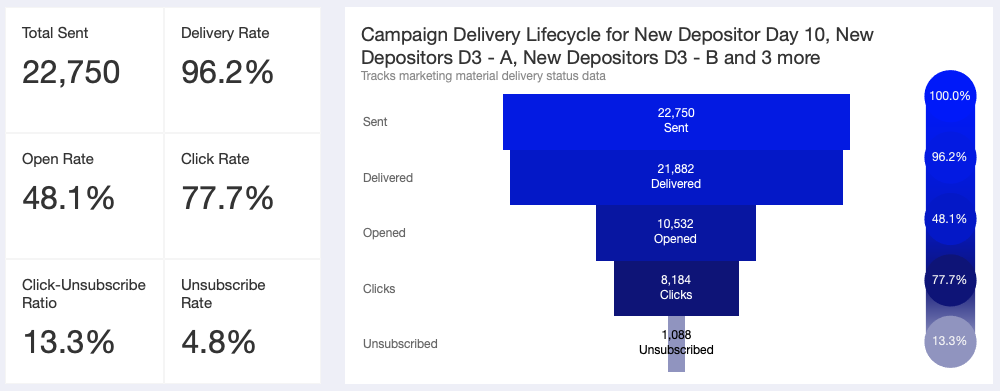 Total Sent
22,750
Delivery Rate
96.2%
Open Rate
48.1%
Click Rate
77.7%
Click-Unsubscribe
Ratio
13.3%
Unsubscribe
Rate
4.8%
Campaign Delivery Lifecycle for New Depositor Day 10, New
Depositors D3 - A, New Depositors D3 - B and 3 more
Tracks marketing material delivery status data
Sent
22,750
Sent
100.0%
Delivered
21,882
Delivered
96.2%
Opened
10,532
Opened
48.1%
Clicks
8,184
Clicks
77.7%
Unsubscribed
1,088
Unsubscribed
13.3%